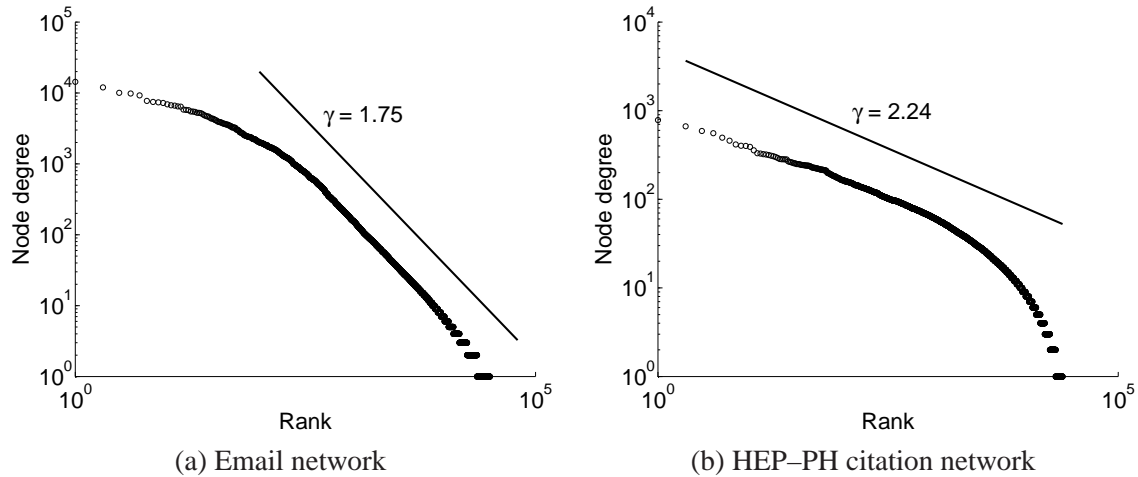 10^5
10^4
10^3
10^2
10^1
10^0
Node degree
γ = 1.75
10^0
10^5
Rank
(a) Email network
10^4
10^3
10^2
10^1
10^0
Node degree
γ = 2.24
10^0
10^5
Rank
(b) HEP–PH citation network